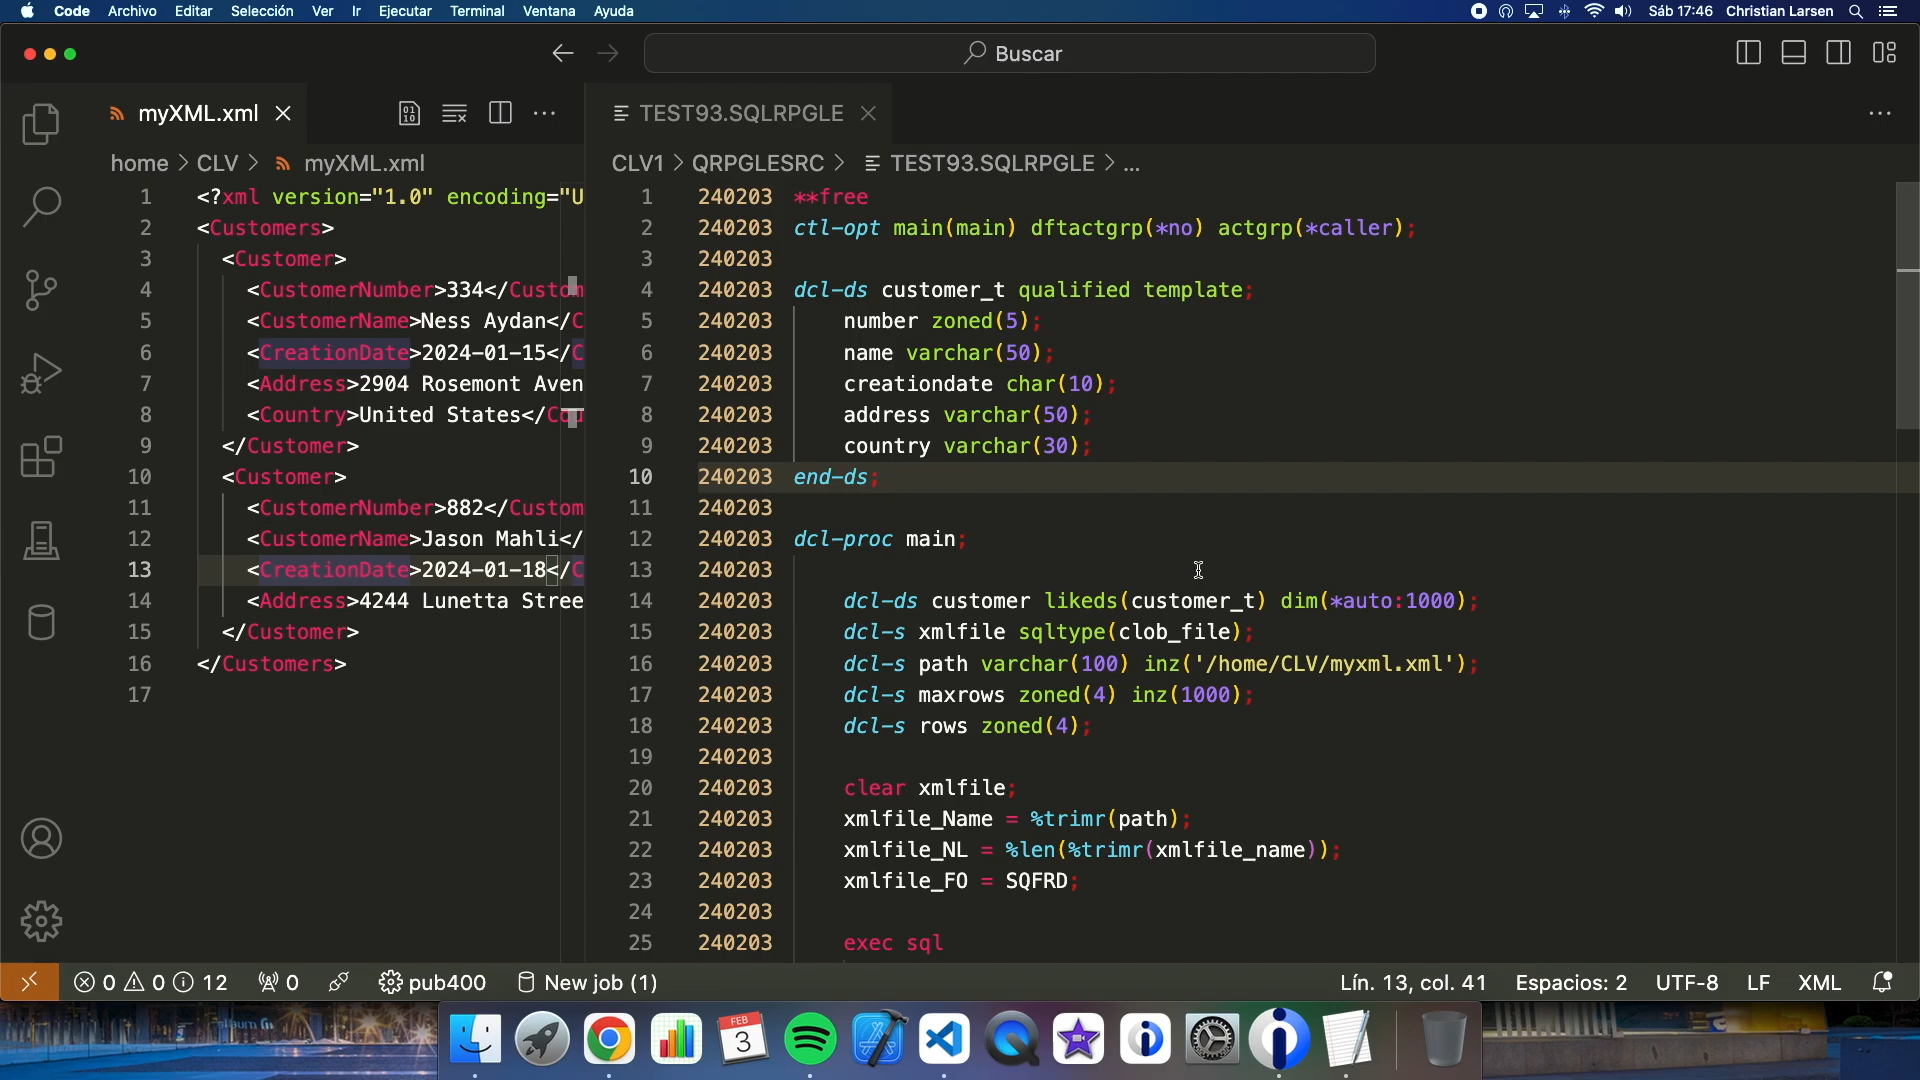 Code Archivo Editar Selección Ver Ir Ejecutar Terminal Ventana Ayuda Sáb 17:46 Christian Larsen
Buscar
myXML.xml
home > CLV > myXML.xml
1 <?xml version="1.0" encoding="U
2 <Customers>
3 <Customer>
4 <CustomerNumber>334</Custom
5 <CustomerName>Ness Aydan</C
6 <CreationDate>2024-01-15</C
7 <Address>2904 Rosemont Aven
8 <Country>United States</Cou
9 </Customer>
10 <Customer>
11 <CustomerNumber>882</Custom
12 <CustomerName>Jason Mahli</
13 <CreationDate>2024-01-18</C
14 <Address>4244 Lunetta Stree
15 </Customer>
16 </Customers>
17
TEST93.SQLRPGLE
CLV1 > QRPGLESRC > TEST93.SQLRPGLE > ...
1 240203 **free
2 240203 ctl-opt main(main) dftactgrp(*no) actgrp(*caller);
3 240203
4 240203 dcl-ds customer_t qualified template;
5 240203 number zoned(5);
6 240203 name varchar(50);
7 240203 creationdate char(10);
8 240203 address varchar(50);
9 240203 country varchar(30);
10 240203 end-ds;
11 240203
12 240203 dcl-proc main;
13 240203
14 240203 dcl-ds customer likeds(customer_t) dim(*auto:1000);
15 240203 dcl-s xmlfile sqltype(clob_file);
16 240203 dcl-s path varchar(100) inz('/home/CLV/myxml.xml');
17 240203 dcl-s maxrows zoned(4) inz(1000);
18 240203 dcl-s rows zoned(4);
19 240203
20 240203 clear xmlfile;
21 240203 xmlfile_Name = %trimr(path);
22 240203 xmlfile_NL = %len(%trimr(xmlfile_name));
23 240203 xmlfile_FO = SQFRD;
24 240203
25 240203 exec sql
0 0 12 0 pub400 New job (1) Lín. 13, col. 41 Espacios: 2 UTF-8 LF XML
FEB
3